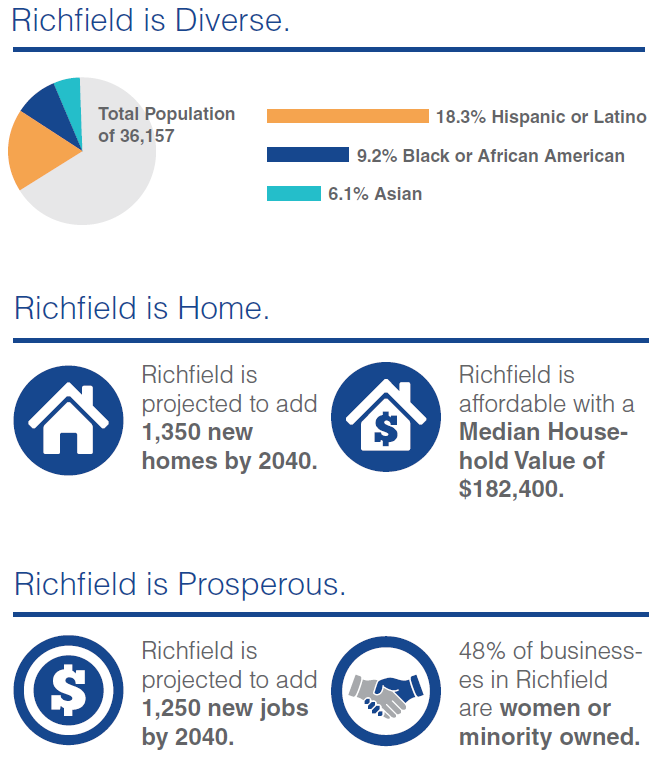 Richfield is Diverse.
Total Population
of 36,157
18.3% Hispanic or Latino
9.2% Black or African American
6.1% Asian
Richfield is Home.
Richfield is
projected to add
1,350 new
homes by 2040.
$
Richfield is
affordable with a
Median House-
hold Value of
$182,400.
Richfield is Prosperous.
$
Richfield is
projected to add
1,250 new jobs
by 2040.
48% of business-
es in Richfield
are women or
minority owned.